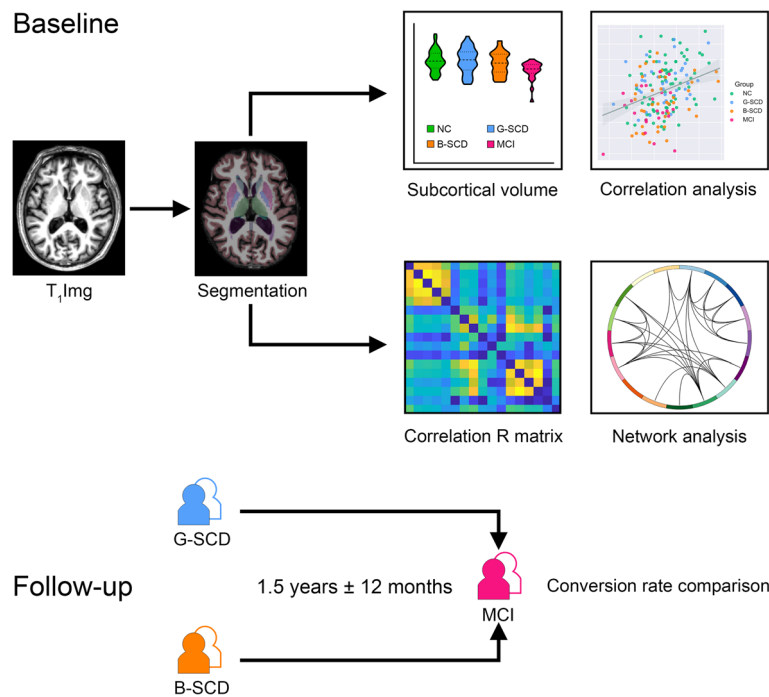 Baseline
NC
G-SCD
B-SCD
MCI
Group
NC
G-SCD
B-SCD
MCI
Subcortical volume
Correlation analysis
T1Img
Segmentation
Correlation R matrix
Network analysis
G-SCD
Follow-up
1.5 years ± 12 months
MCI
Conversion rate comparison
B-SCD